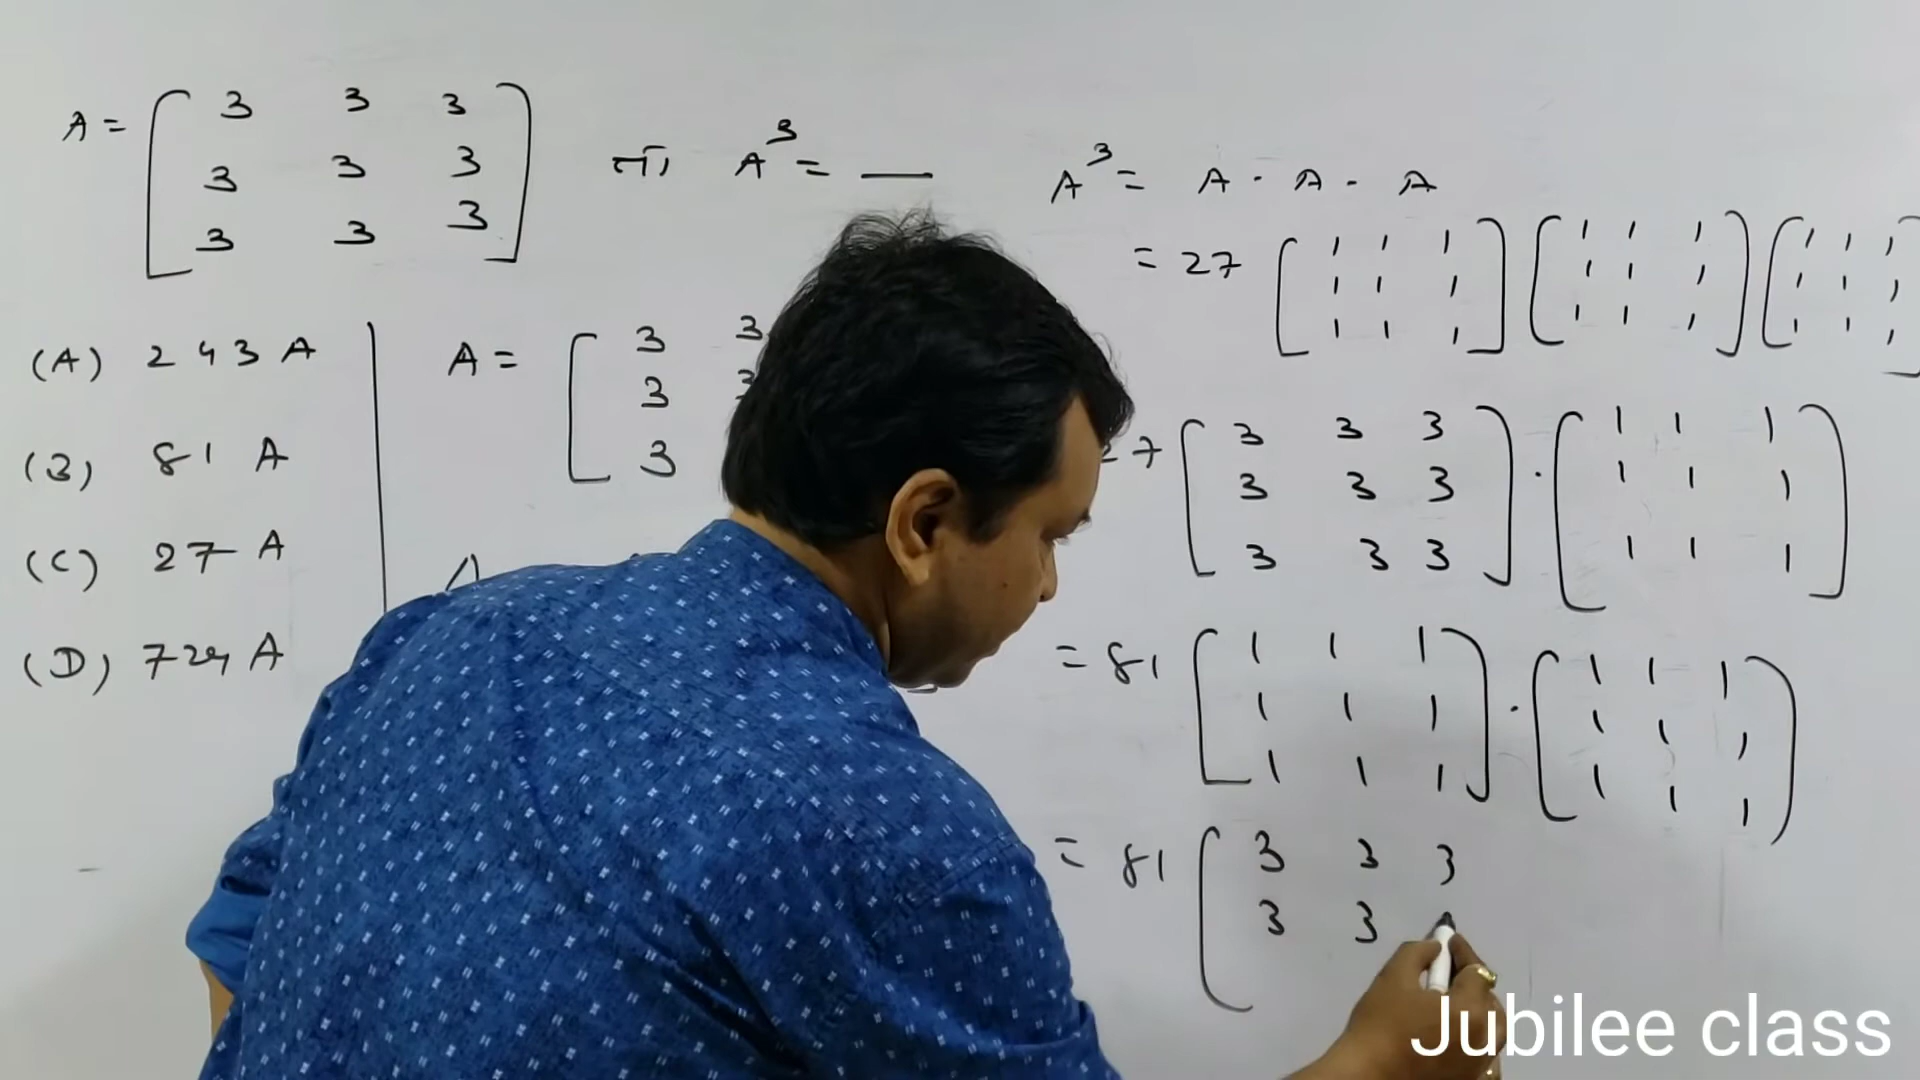 A = [ 3 3 3
3 3 3
3 3 3 ]
તો A³ = __
(A) 243 A
(B) 81 A
(C) 27 A
(D) 729 A
A = [ 3 3
3 3
3
A
A³ = A · A · A
= 27 [ 1 1 1 ] [ 1 1 1 ] [ 1 1 1
1 1 1 1 1 1 1 1 1
1 1 1 1 1 1 1 1 1 ]
27 [ 3 3 3 ] · [ 1 1 1 ]
3 3 3 1 1 1
3 3 3 1 1 1
= 81 [ 1 1 1 ] · [ 1 1 1 ]
1 1 1 1 1 1
1 1 1 1 1 1
= 81 [ 3 3 3
3 3
Jubilee class